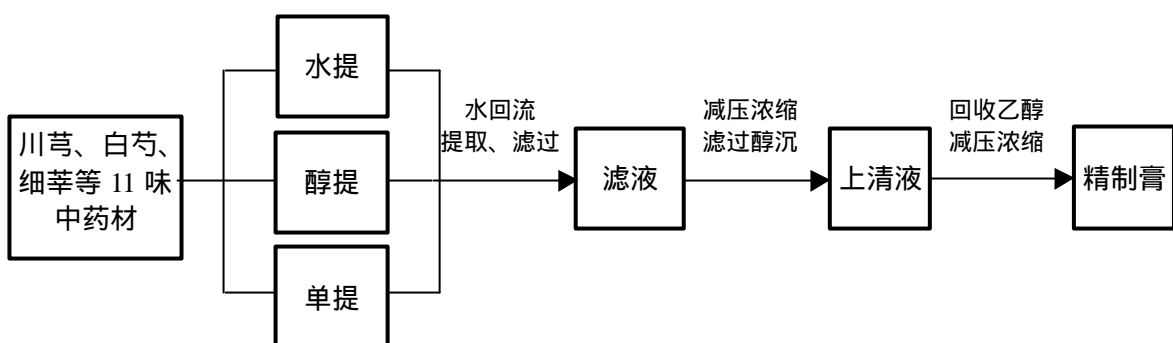 川芎、白芍、
细莘等 11 味
中药材
水提
醇提
单提
水回流
提取、滤过
滤液
减压浓缩
滤过醇沉
上清液
回收乙醇
减压浓缩
精制膏